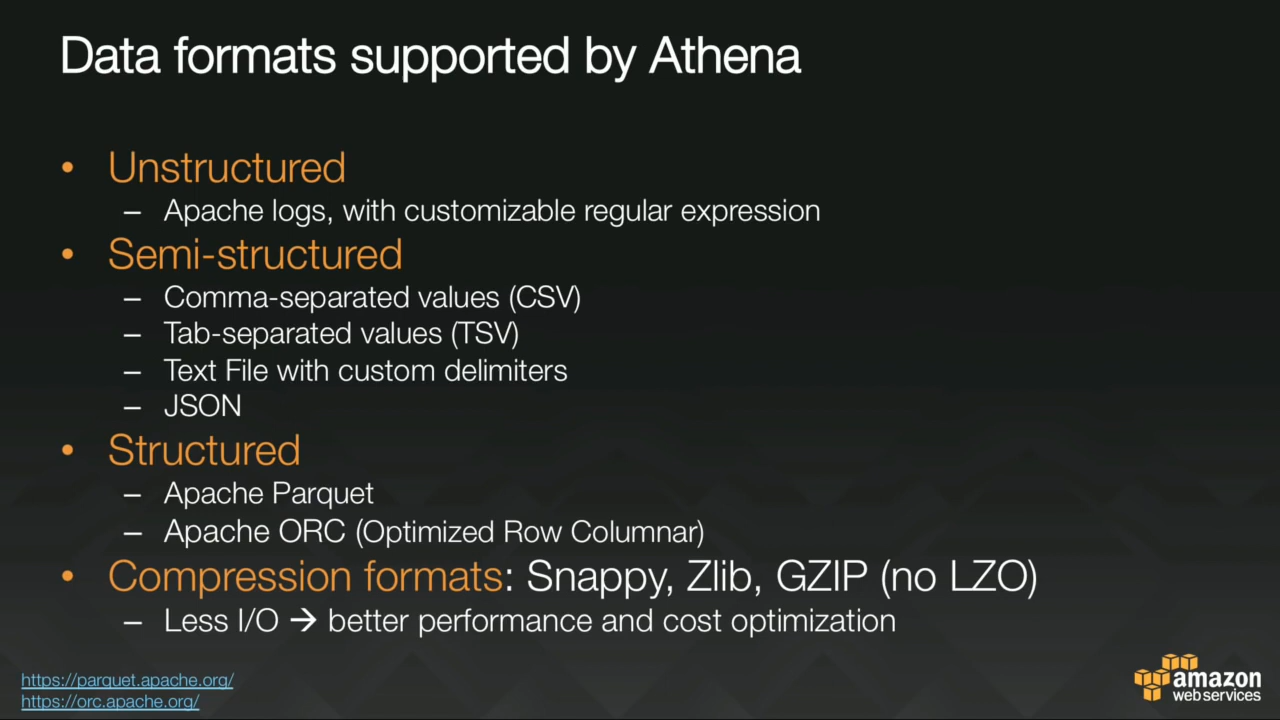 Data formats supported by Athena
• Unstructured
– Apache logs, with customizable regular expression
• Semi-structured
– Comma-separated values (CSV)
– Tab-separated values (TSV)
– Text File with custom delimiters
– JSON
• Structured
– Apache Parquet
– Apache ORC (Optimized Row Columnar)
• Compression formats: Snappy, Zlib, GZIP (no LZO)
– Less I/O → better performance and cost optimization
https://parquet.apache.org/
https://orc.apache.org/
amazon
web services